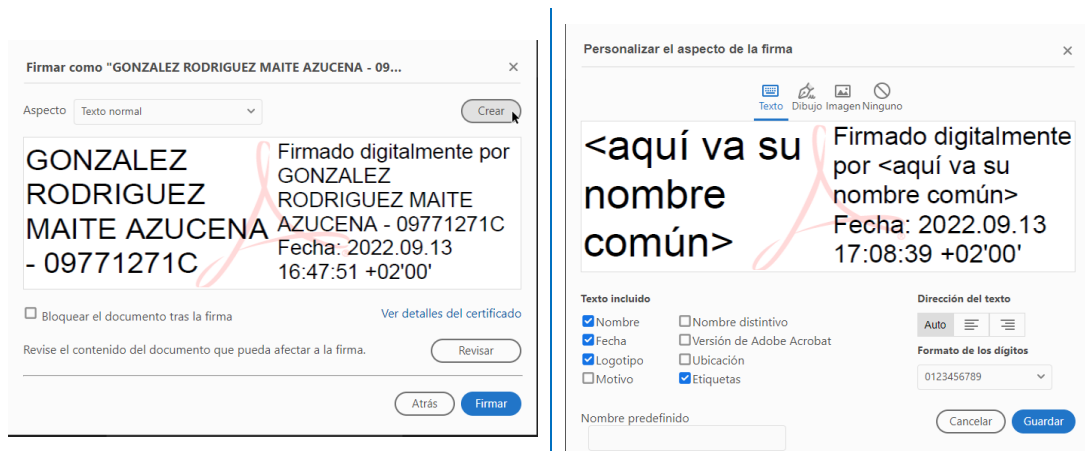 Firmar como "GONZALEZ RODRIGUEZ MAITE AZUCENA - 09...
Aspecto Texto normal
Crear
GONZALEZ
RODRIGUEZ
MAITE AZUCENA
- 09771271C
Firmado digitalmente por
GONZALEZ
RODRIGUEZ MAITE
AZUCENA - 09771271C
Fecha: 2022.09.13
16:47:51 +02'00'
Bloquear el documento tras la firma
Ver detalles del certificado
Revise el contenido del documento que pueda afectar a la firma.
Revisar
Atrás
Firmar
Personalizar el aspecto de la firma
Texto Dibujo Imagen Ninguno
<aquí va su
nombre
común>
Firmado digitalmente
por <aquí va su
nombre común>
Fecha: 2022.09.13
17:08:39 +02'00'
Texto incluido
Nombre
Nombre distintivo
Fecha
Versión de Adobe Acrobat
Logotipo
Ubicación
Motivo
Etiquetas
Dirección del texto
Auto
Formato de los dígitos
0123456789
Nombre predefinido
Cancelar
Guardar